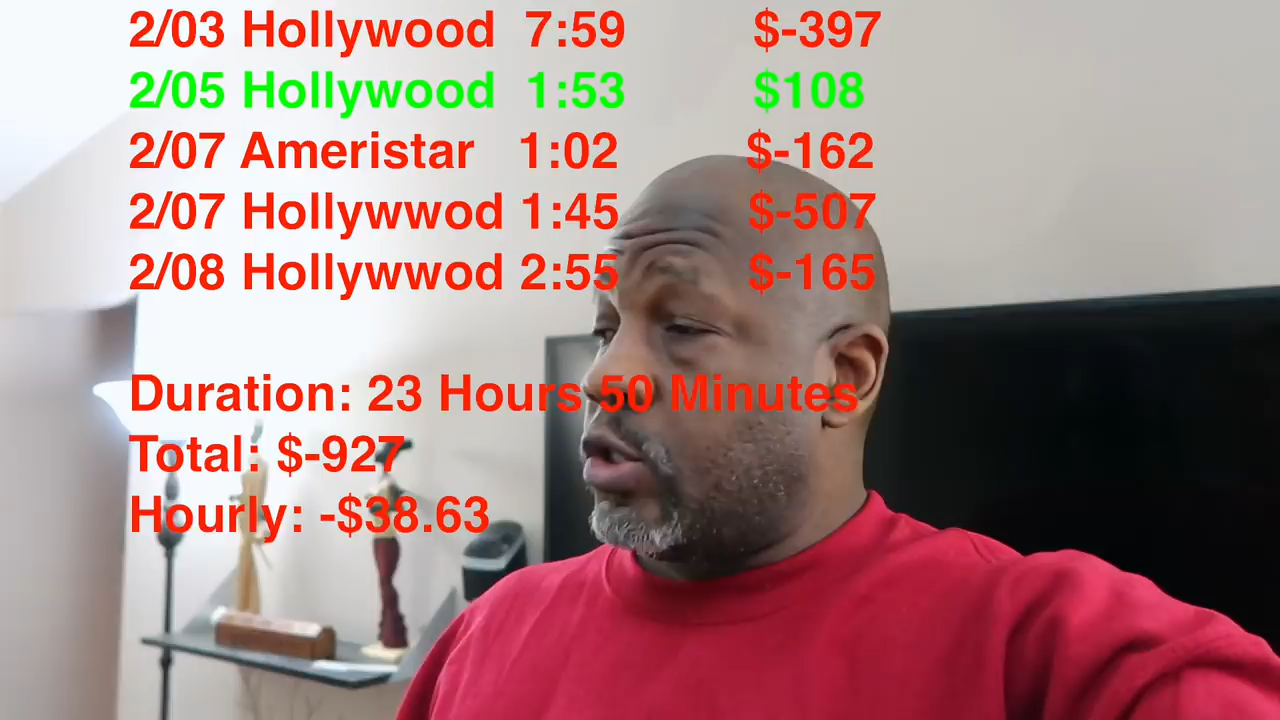 2/03 Hollywood 7:59 $-397
2/05 Hollywood 1:53 $108
2/07 Ameristar 1:02 $-162
2/07 Hollywwod 1:45 $-507
2/08 Hollywwod 2:55 $-165
Duration: 23 Hours 50 Minutes
Total: $-927
Hourly: -$38.63